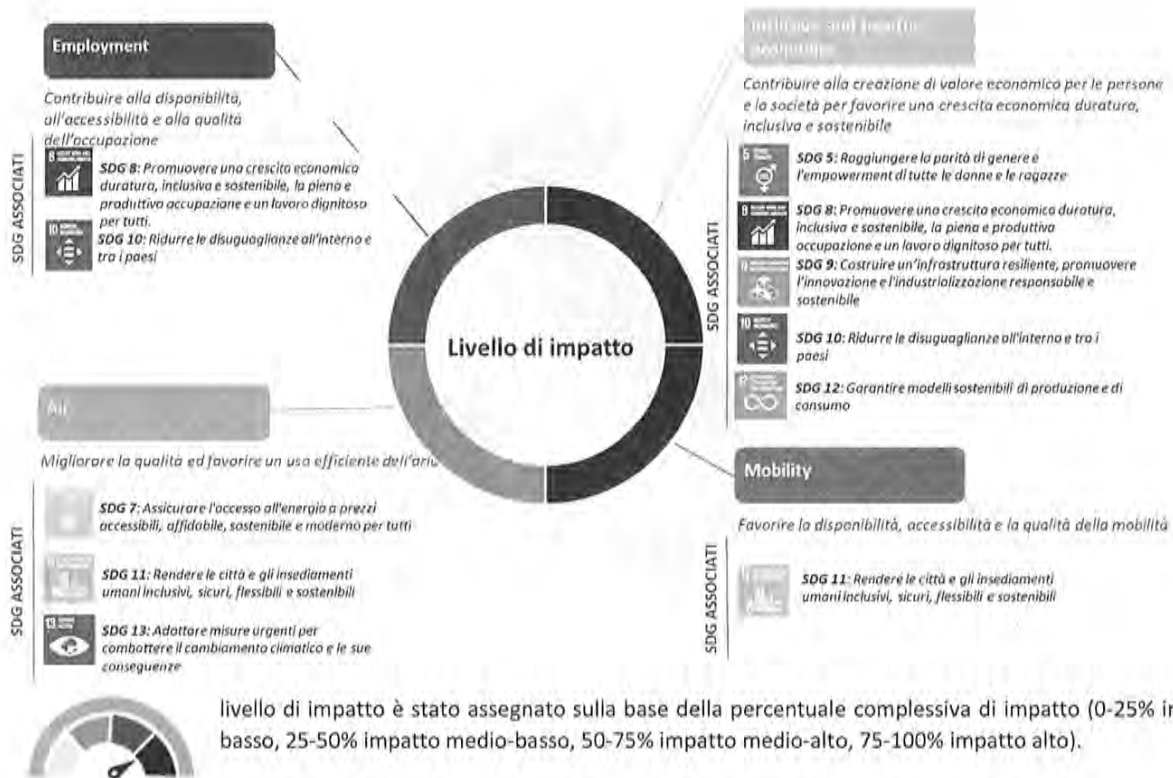 Employment
Contribuire alla disponibilità,
all'accessibilità e alla qualità
dell'occupazione
SDG ASSOCIATI
8
SDG 8: Promuovere una crescita economica
duratura, inclusiva e sostenibile, la piena e
produttiva occupazione e un lavoro dignitoso
per tutti.
10
SDG 10: Ridurre le disuguaglianze all'interno e
tra i paesi
Contribuire alla creazione di valore economico per le persone
e la società per favorire una crescita economica duratura,
inclusiva e sostenibile
SDG ASSOCIATI
5
SDG 5: Raggiungere la parità di genere e
l'empowerment di tutte le donne e le ragazze
8
SDG 8: Promuovere una crescita economica duratura,
inclusiva e sostenibile, la piena e produttiva
occupazione e un lavoro dignitoso per tutti.
SDG 9: Costruire un'infrastruttura resiliente, promuovere
l'innovazione e l'industrializzazione responsabile e
sostenibile
10
SDG 10: Ridurre le disuguaglianze all'interno e tra i
paesi
SDG 12: Garantire modelli sostenibili di produzione e di
consumo
Livello di impatto
Air
Migliorare la qualità ed favorire un uso efficiente dell'aria
SDG ASSOCIATI
SDG 7: Assicurare l'accesso all'energia a prezzi
accessibili, affidabile, sostenibile e moderno per tutti
SDG 11: Rendere le città e gli insediamenti
umani inclusivi, sicuri, flessibili e sostenibili
13
SDG 13: Adottare misure urgenti per
combattere il cambiamento climatico e le sue
conseguenze
Mobility
Favorire la disponibilità, accessibilità e la qualità della mobilità
SDG ASSOCIATI
SDG 11: Rendere le città e gli insediamenti
umani inclusivi, sicuri, flessibili e sostenibili
livello di impatto è stato assegnato sulla base della percentuale complessiva di impatto (0-25%
basso, 25-50% impatto medio-basso, 50-75% impatto medio-alto, 75-100% impatto alto).